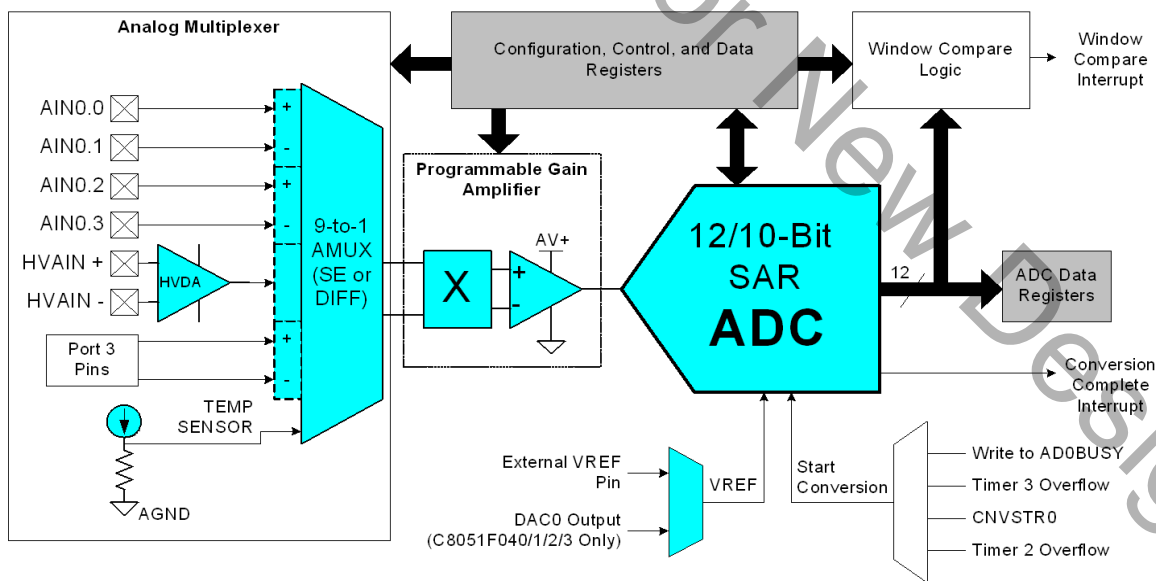 Analog Multiplexer
Configuration, Control, and Data
Registers
Window Compare
Logic
Window
Compare
Interrupt
AIN0.0
AIN0.1
AIN0.2
AIN0.3
HVAIN +
HVAIN -
HVDA
Port 3
Pins
+
-
+
-
+
-
9-to-1
AMUX
(SE or
DIFF)
TEMP
SENSOR
AGND
Programmable Gain
Amplifier
X
+
-
AV+
12/10-Bit
SAR
ADC
12
ADC Data
Registers
Conversion
Complete
Interrupt
External VREF
Pin
DAC0 Output
(C8051F040/1/2/3 Only)
VREF
Start
Conversion
Write to AD0BUSY
Timer 3 Overflow
CNVSTR0
Timer 2 Overflow
or New Design